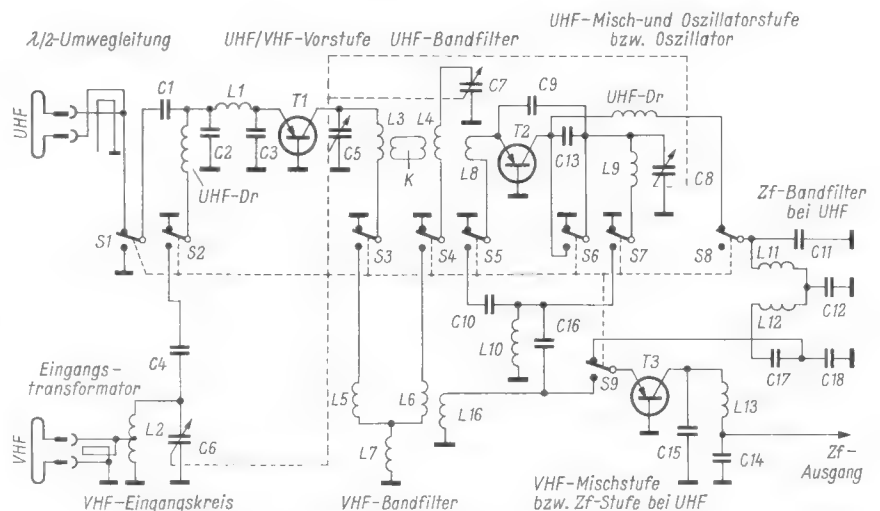 λ/2-Umwegleitung
UHF/VHF-Vorstufe
UHF-Bandfilter
UHF-Misch-und Oszillatorstufe
bzw. Oszillator
UHF
C1
L1
T1
C2
C3
C5
UHF-Dr
L3
K
L4
C7
L8
C9
T2
C13
UHF-Dr
L9
C8
Zf-Bandfilter
bei UHF
S1
S2
S3
S4
S5
S6
S7
S8
C11
L11
C12
L12
C17
C18
C4
C10
L10
C16
S9
T3
L13
Eingangs-
transformator
VHF
L2
C6
L5
L6
L7
L16
C15
C14
Zf-
Ausgang
VHF-Eingangskreis
VHF-Bandfilter
VHF-Mischstufe
bzw. Zf-Stufe bei UHF